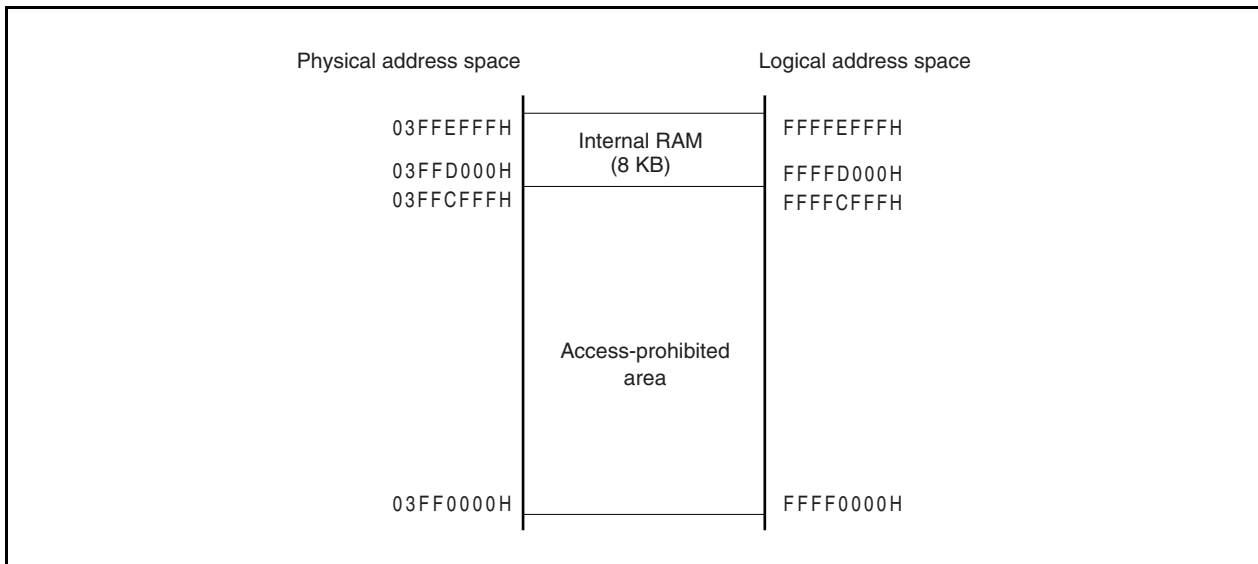 Physical address space
Logical address space
03FFEFFFH
Internal RAM
(8 KB)
FFFFEFFFH
03FFD000H
FFFFD000H
03FFCFFFH
FFFFCFFFH
Access-prohibited
area
03FF0000H
FFFF0000H